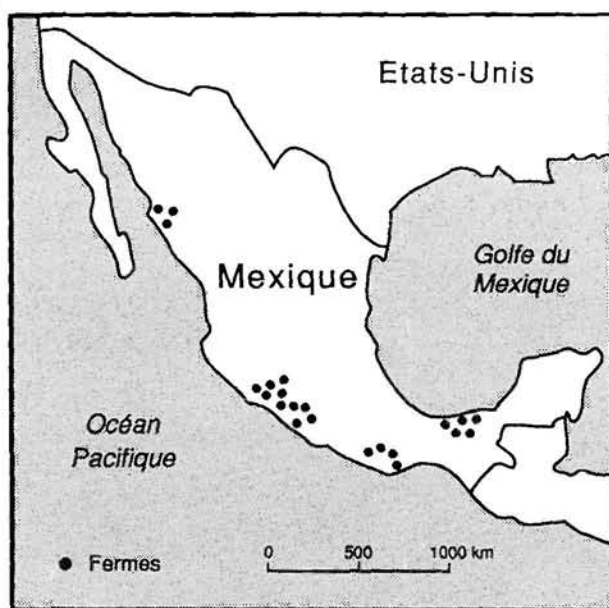 Etats-Unis
Golfe du
Mexique
Mexique
Océan
Pacifique
Fermes
0 500 1000 km